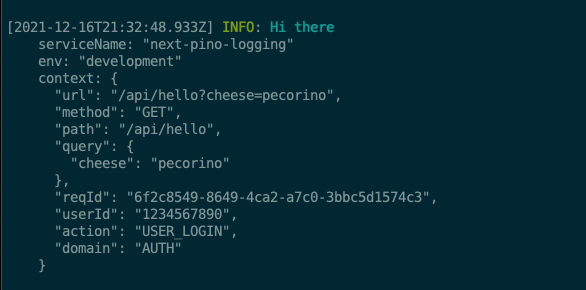 [2021-12-16T21:32:48.933Z] INFO: Hi there
    serviceName: "next-pino-logging"
    env: "development"
    context: {
      "url": "/api/hello?cheese=pecorino",
      "method": "GET",
      "path": "/api/hello",
      "query": {
        "cheese": "pecorino"
      },
      "reqId": "6f2c8549-8649-4ca2-a7c0-3bbc5d1574c3",
      "userId": "1234567890",
      "action": "USER_LOGIN",
      "domain": "AUTH"
    }